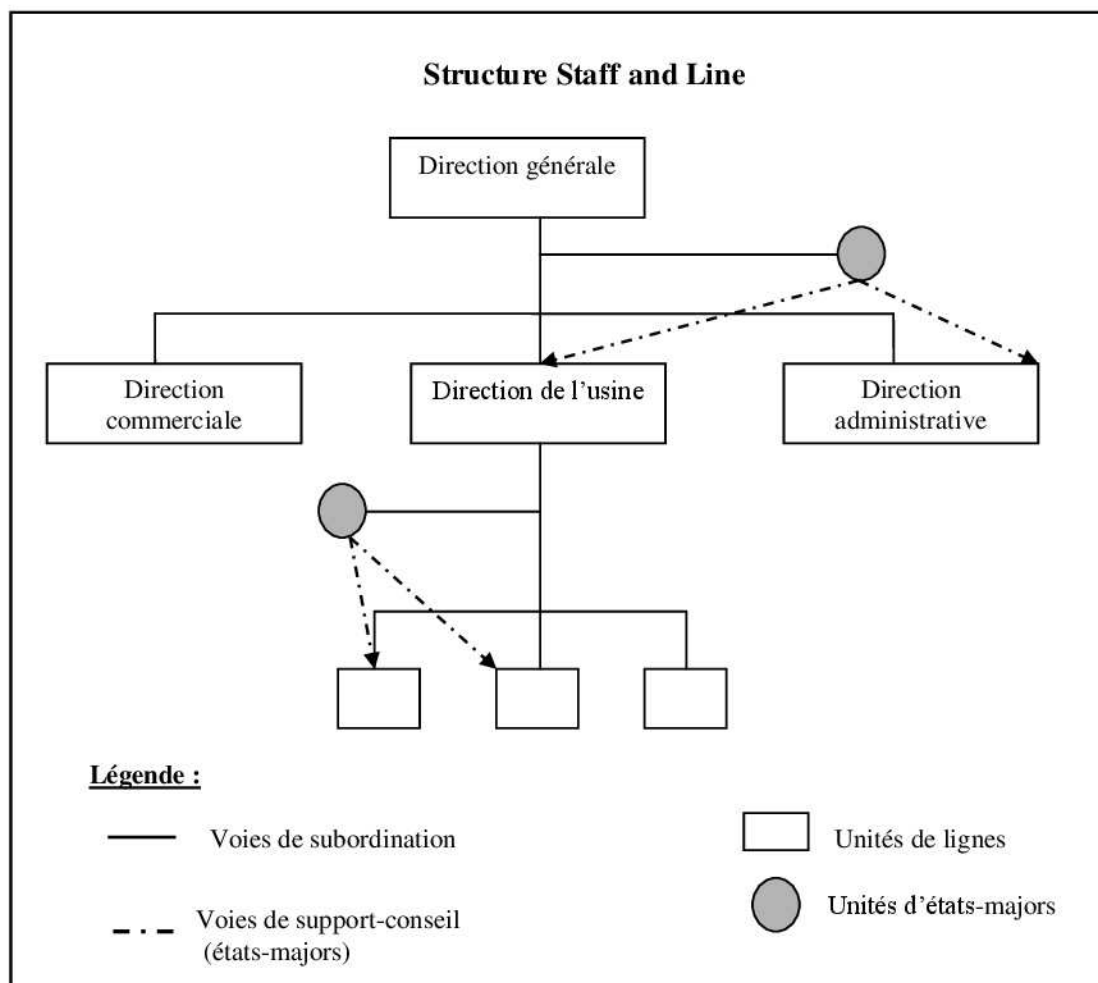 Structure Staff and Line
Direction générale
Direction
commerciale
Direction de l’usine
Direction
administrative
Légende :
Voies de subordination
Unités de lignes
Voies de support-conseil
(états-majors)
Unités d’états-majors